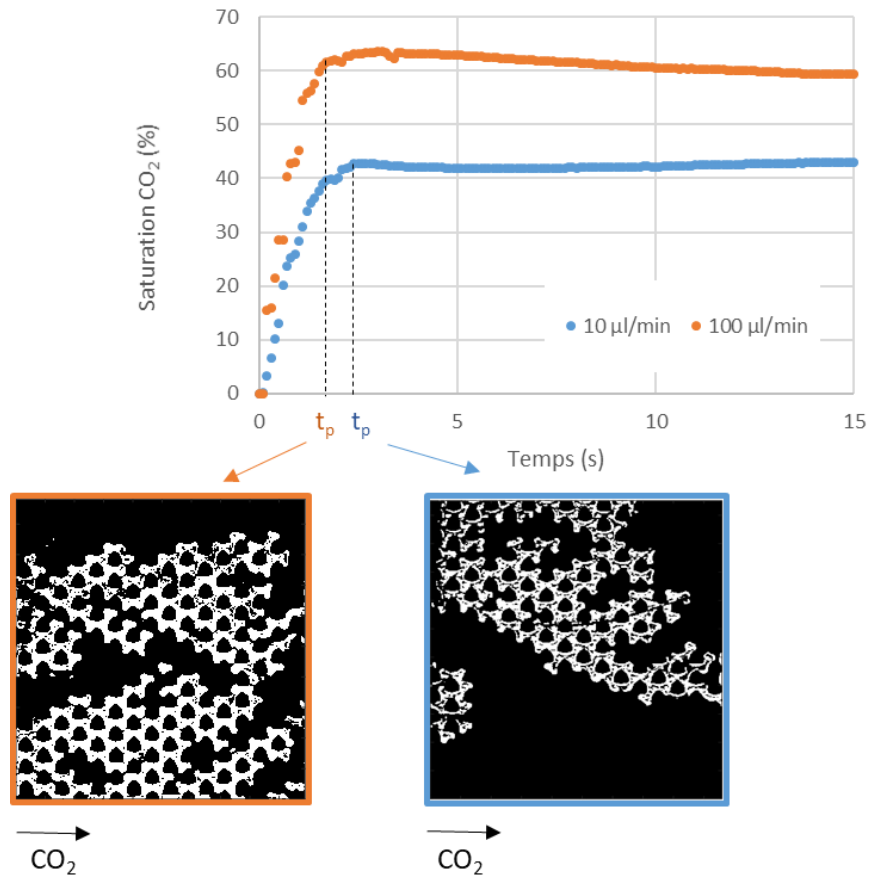 70
60
50
40
30
20
10
0
Saturation CO₂ (%)
10 µl/min 100 µl/min
0 5 10 15
tₚ tₚ
Temps (s)
CO₂ CO₂